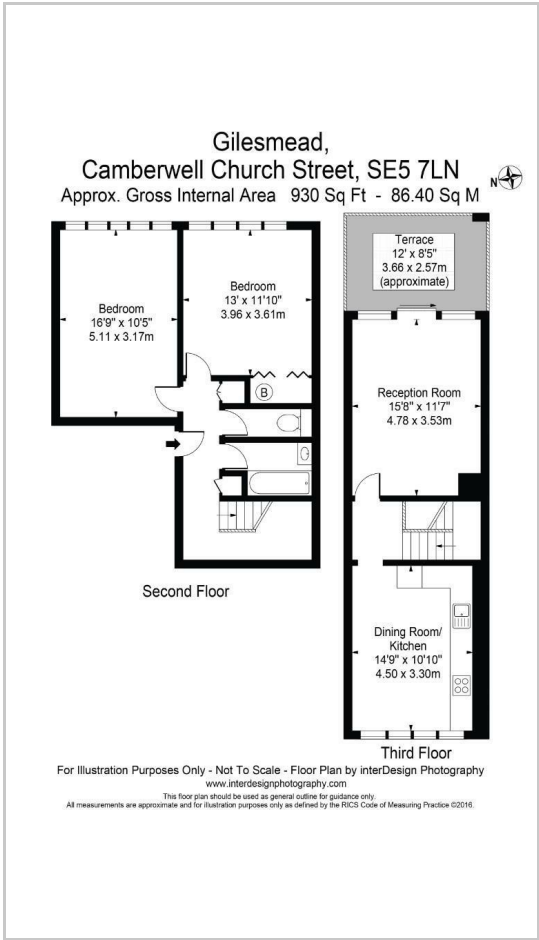 Gilesmead,
Camberwell Church Street, SE5 7LN
Approx. Gross Internal Area 930 Sq Ft - 86.40 Sq M
N
Terrace
12' x 8'5"
3.66 x 2.57m
(approximate)
Bedroom
16'9" x 10'5"
5.11 x 3.17m
Bedroom
13' x 11'10"
3.96 x 3.61m
B
Reception Room
15'8" x 11'7"
4.78 x 3.53m
Second Floor
Dining Room/
Kitchen
14'9" x 10'10"
4.50 x 3.30m
Third Floor
For Illustration Purposes Only - Not To Scale - Floor Plan by interDesign Photography
www.interdesignphotography.com
This floor plan should be used as general outline for guidance only.
All measurements are approximate and for illustration purposes only as defined by the RICS Code of Measuring Practice ©2016.